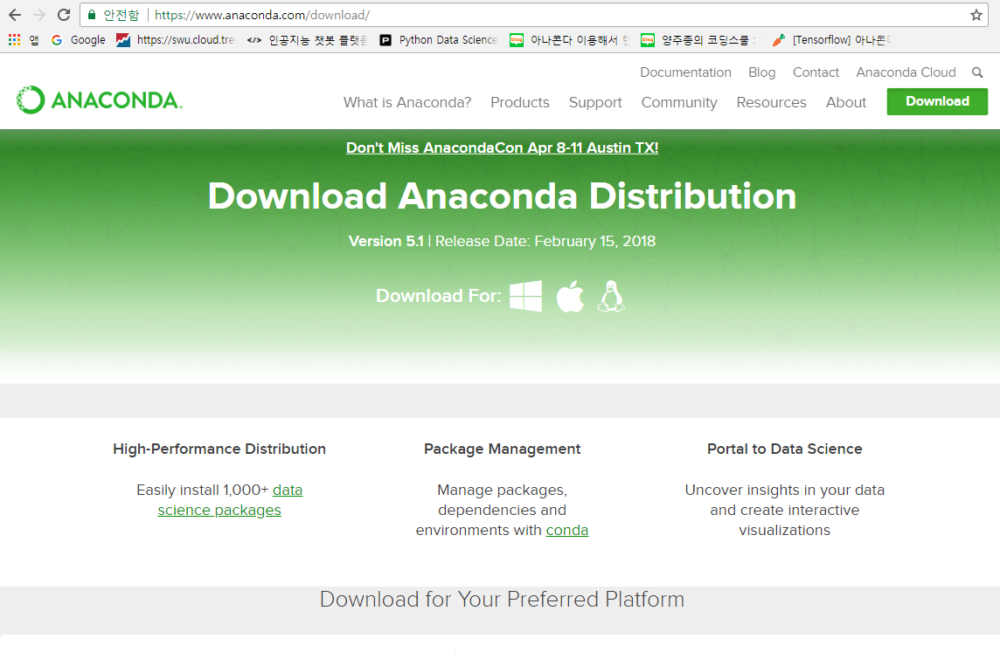 안전함 https://www.anaconda.com/download/
앱 Google https://swu.cloud.tre 인공지능 챗봇 플랫폼 Python Data Science 아나콘다 이용해서 양주종의 코딩스쿨 : [Tensorflow] 아나콘
Documentation Blog Contact Anaconda Cloud
ANACONDA.
What is Anaconda? Products Support Community Resources About Download
Don't Miss AnacondaCon Apr 8-11 Austin TX!
Download Anaconda Distribution
Version 5.1 | Release Date: February 15, 2018
Download For:
High-Performance Distribution Package Management Portal to Data Science
Easily install 1,000+ data Manage packages, Uncover insights in your data
science packages dependencies and and create interactive
environments with conda visualizations
Download for Your Preferred Platform